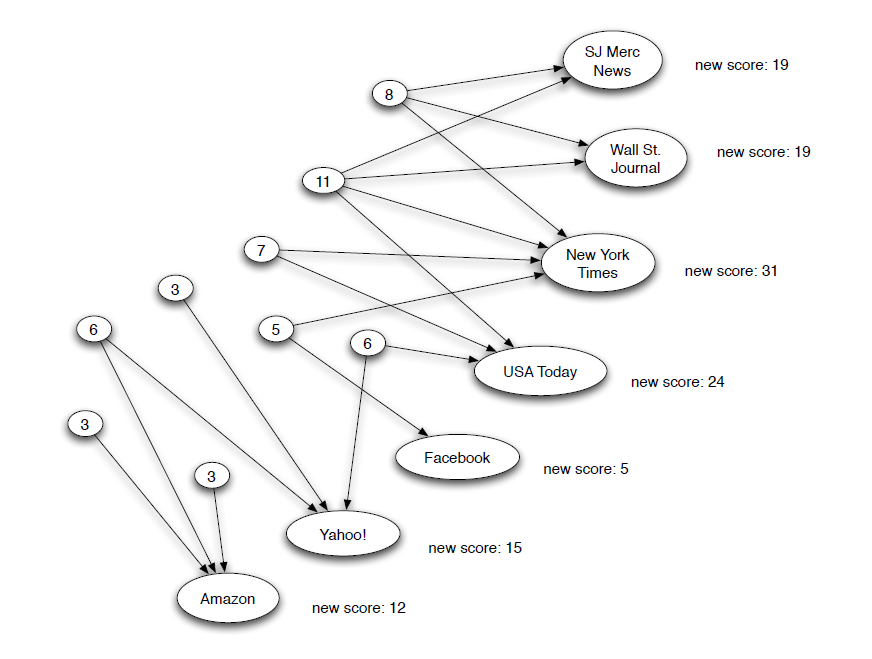 SJ Merc
News
new score: 19
8
Wall St.
Journal
new score: 19
11
7
New York
Times
new score: 31
3
6
5
6
USA Today
new score: 24
3
Facebook
new score: 5
3
Yahoo!
new score: 15
Amazon
new score: 12